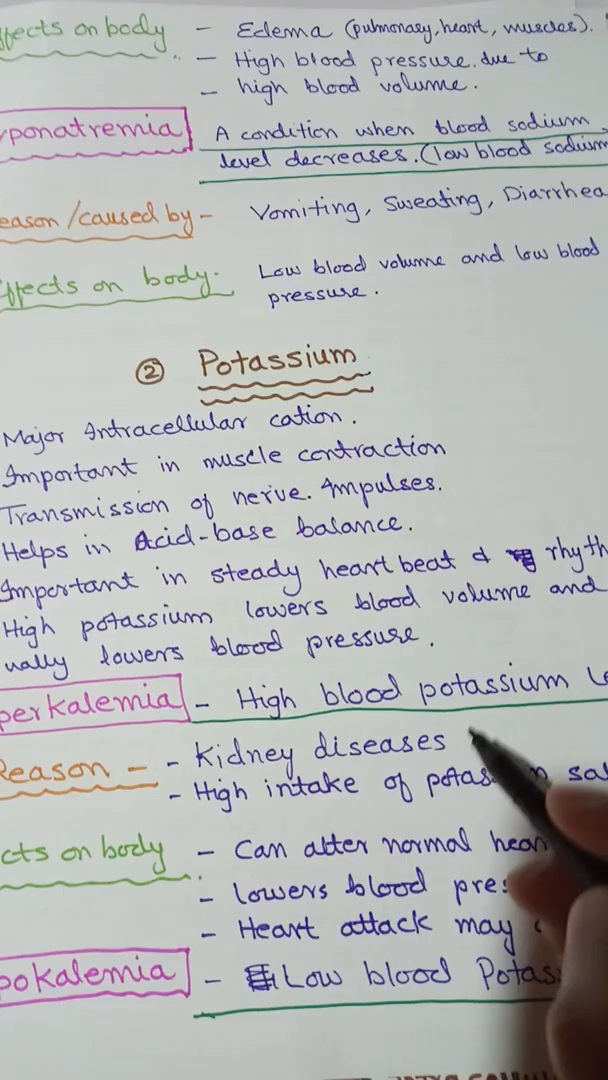 ffects on body - Edema (pulmonary, heart, muscles).
- High blood pressure due to
- high blood volume.
yponatremia A condition when blood sodium
level decreases. (low blood sodium
eason / caused by - Vomiting, Sweating, Diarrhea
ffects on body. Low blood volume and low blood
pressure.
② Potassium
Major Intracellular cation.
Important in muscle contraction
Transmission of nerve. Impulses.
Helps in Acid-base balance.
Important in steady heart beat & rhyth
High potassium lowers blood volume and
ually lowers blood pressure.
perkalemia - High blood potassium le
Reason - - Kidney diseases
- High intake of potas n sal
cts on body - Can alter normal hear
- lowers blood pres
- Heart attack may
pokalemia - Low blood Potas